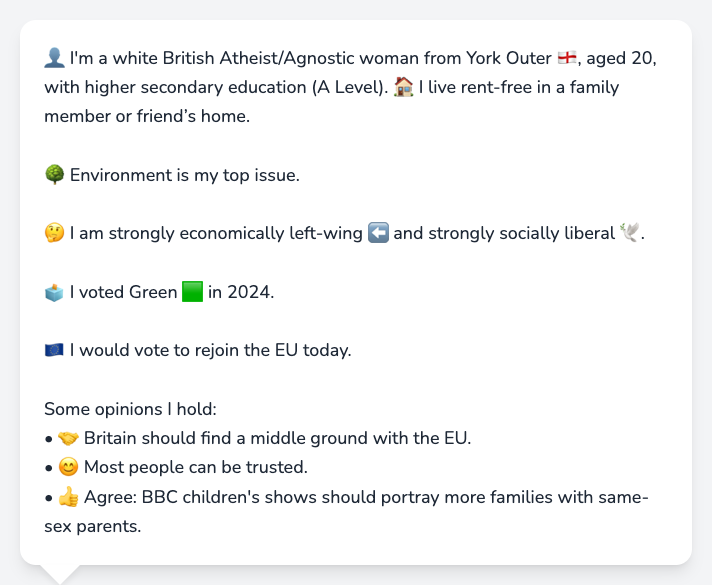 👤 I'm a white British Atheist/Agnostic woman from York Outer 🏴󠁧󠁢󠁥󠁮󠁧󠁿, aged 20,
with higher secondary education (A Level). 🏠 I live rent-free in a family
member or friend’s home.
🌳 Environment is my top issue.
🤔 I am strongly economically left-wing ⬅️ and strongly socially liberal 🕊️.
🗳️ I voted Green 🟩 in 2024.
🇪🇺 I would vote to rejoin the EU today.
Some opinions I hold:
• 🤝 Britain should find a middle ground with the EU.
• 😊 Most people can be trusted.
• 👍 Agree: BBC children's shows should portray more families with same-
sex parents.